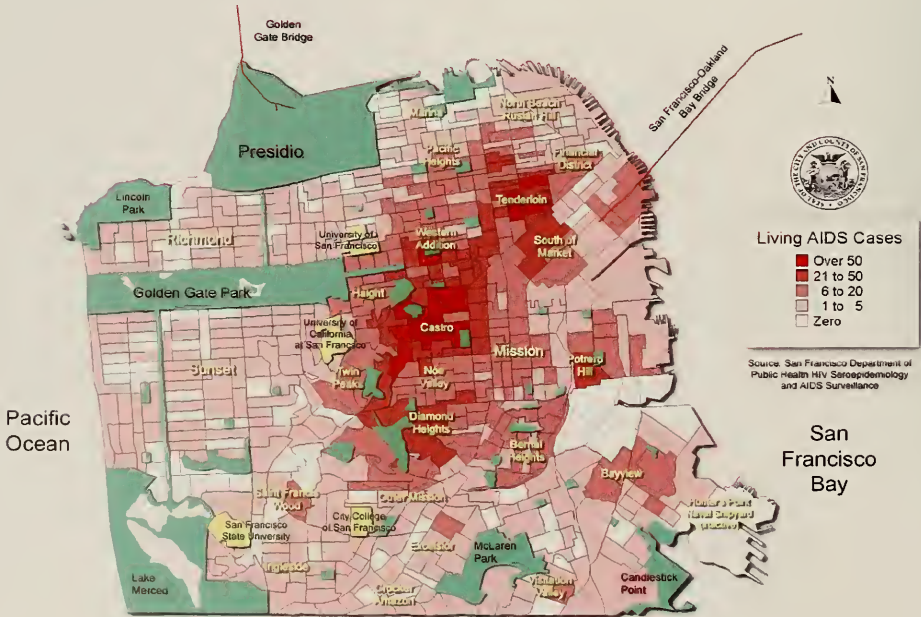 Golden
Gate Bridge
San Francisco-Oakland
Bay Bridge
N
Marina
North Beach
Russian Hill
Presidio
Pacific
Heights
Financial
District
Lincoln
Park
Tenderloin
Richmond
University of
San Francisco
Western
Addition
South of
Market
Living AIDS Cases
Over 50
21 to 50
6 to 20
1 to 5
Zero
Golden Gate Park
Haight
University of
California
at San Francisco
Castro
Sunset
Mission
Twin
Peaks
Noe
Valley
Potrero
Hill
Source: San Francisco Department of
Public Health HIV Seroepidemiology
and AIDS Surveillance
Pacific
Ocean
Diamond
Heights
Bernal
Heights
San
Francisco
Bay
Bayview
Saint Francis
Wood
Outer Mission
Hunter's Point
Naval Shipyard
(inactive)
San Francisco
State University
City College
of San Francisco
Excelsior
McLaren
Park
Ingleside
Lake
Merced
Crocker
Amazon
Visitation
Valley
Candlestick
Point